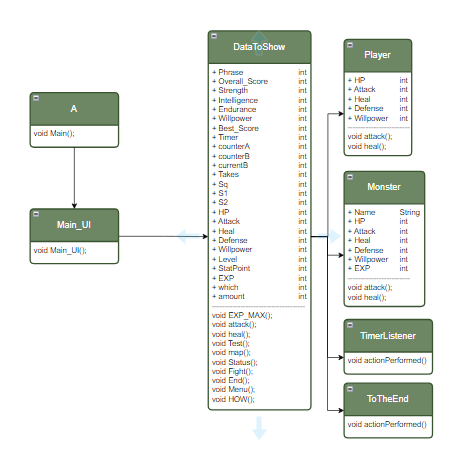 A
void Main();
Main_UI
void Main_UI();
DataToShow
+ Phrase int
+ Overall_Score int
+ Strength int
+ Intelligence int
+ Endurance int
+ Willpower int
+ Best_Score int
+ Timer int
+ counterA int
+ counterB int
+ currentB int
+ Takes int
+ Sq int
+ S1 int
+ S2 int
+ HP int
+ Attack int
+ Heal int
+ Defense int
+ Willpower int
+ Level int
+ StatPoint int
+ EXP int
+ which int
+ amount int
void EXP_MAX();
void attack();
void heal();
void Test();
void map();
void Status();
void Fight();
void End();
void Menu();
void HOW();
Player
+ HP int
+ Attack int
+ Heal int
+ Defense int
+ Willpower int
void attack();
void heal();
Monster
+ Name String
+ HP int
+ Attack int
+ Heal int
+ Defense int
+ Willpower int
+ EXP int
void attack();
void heal();
TimerListener
void actionPerformed()
ToTheEnd
void actionPerformed()